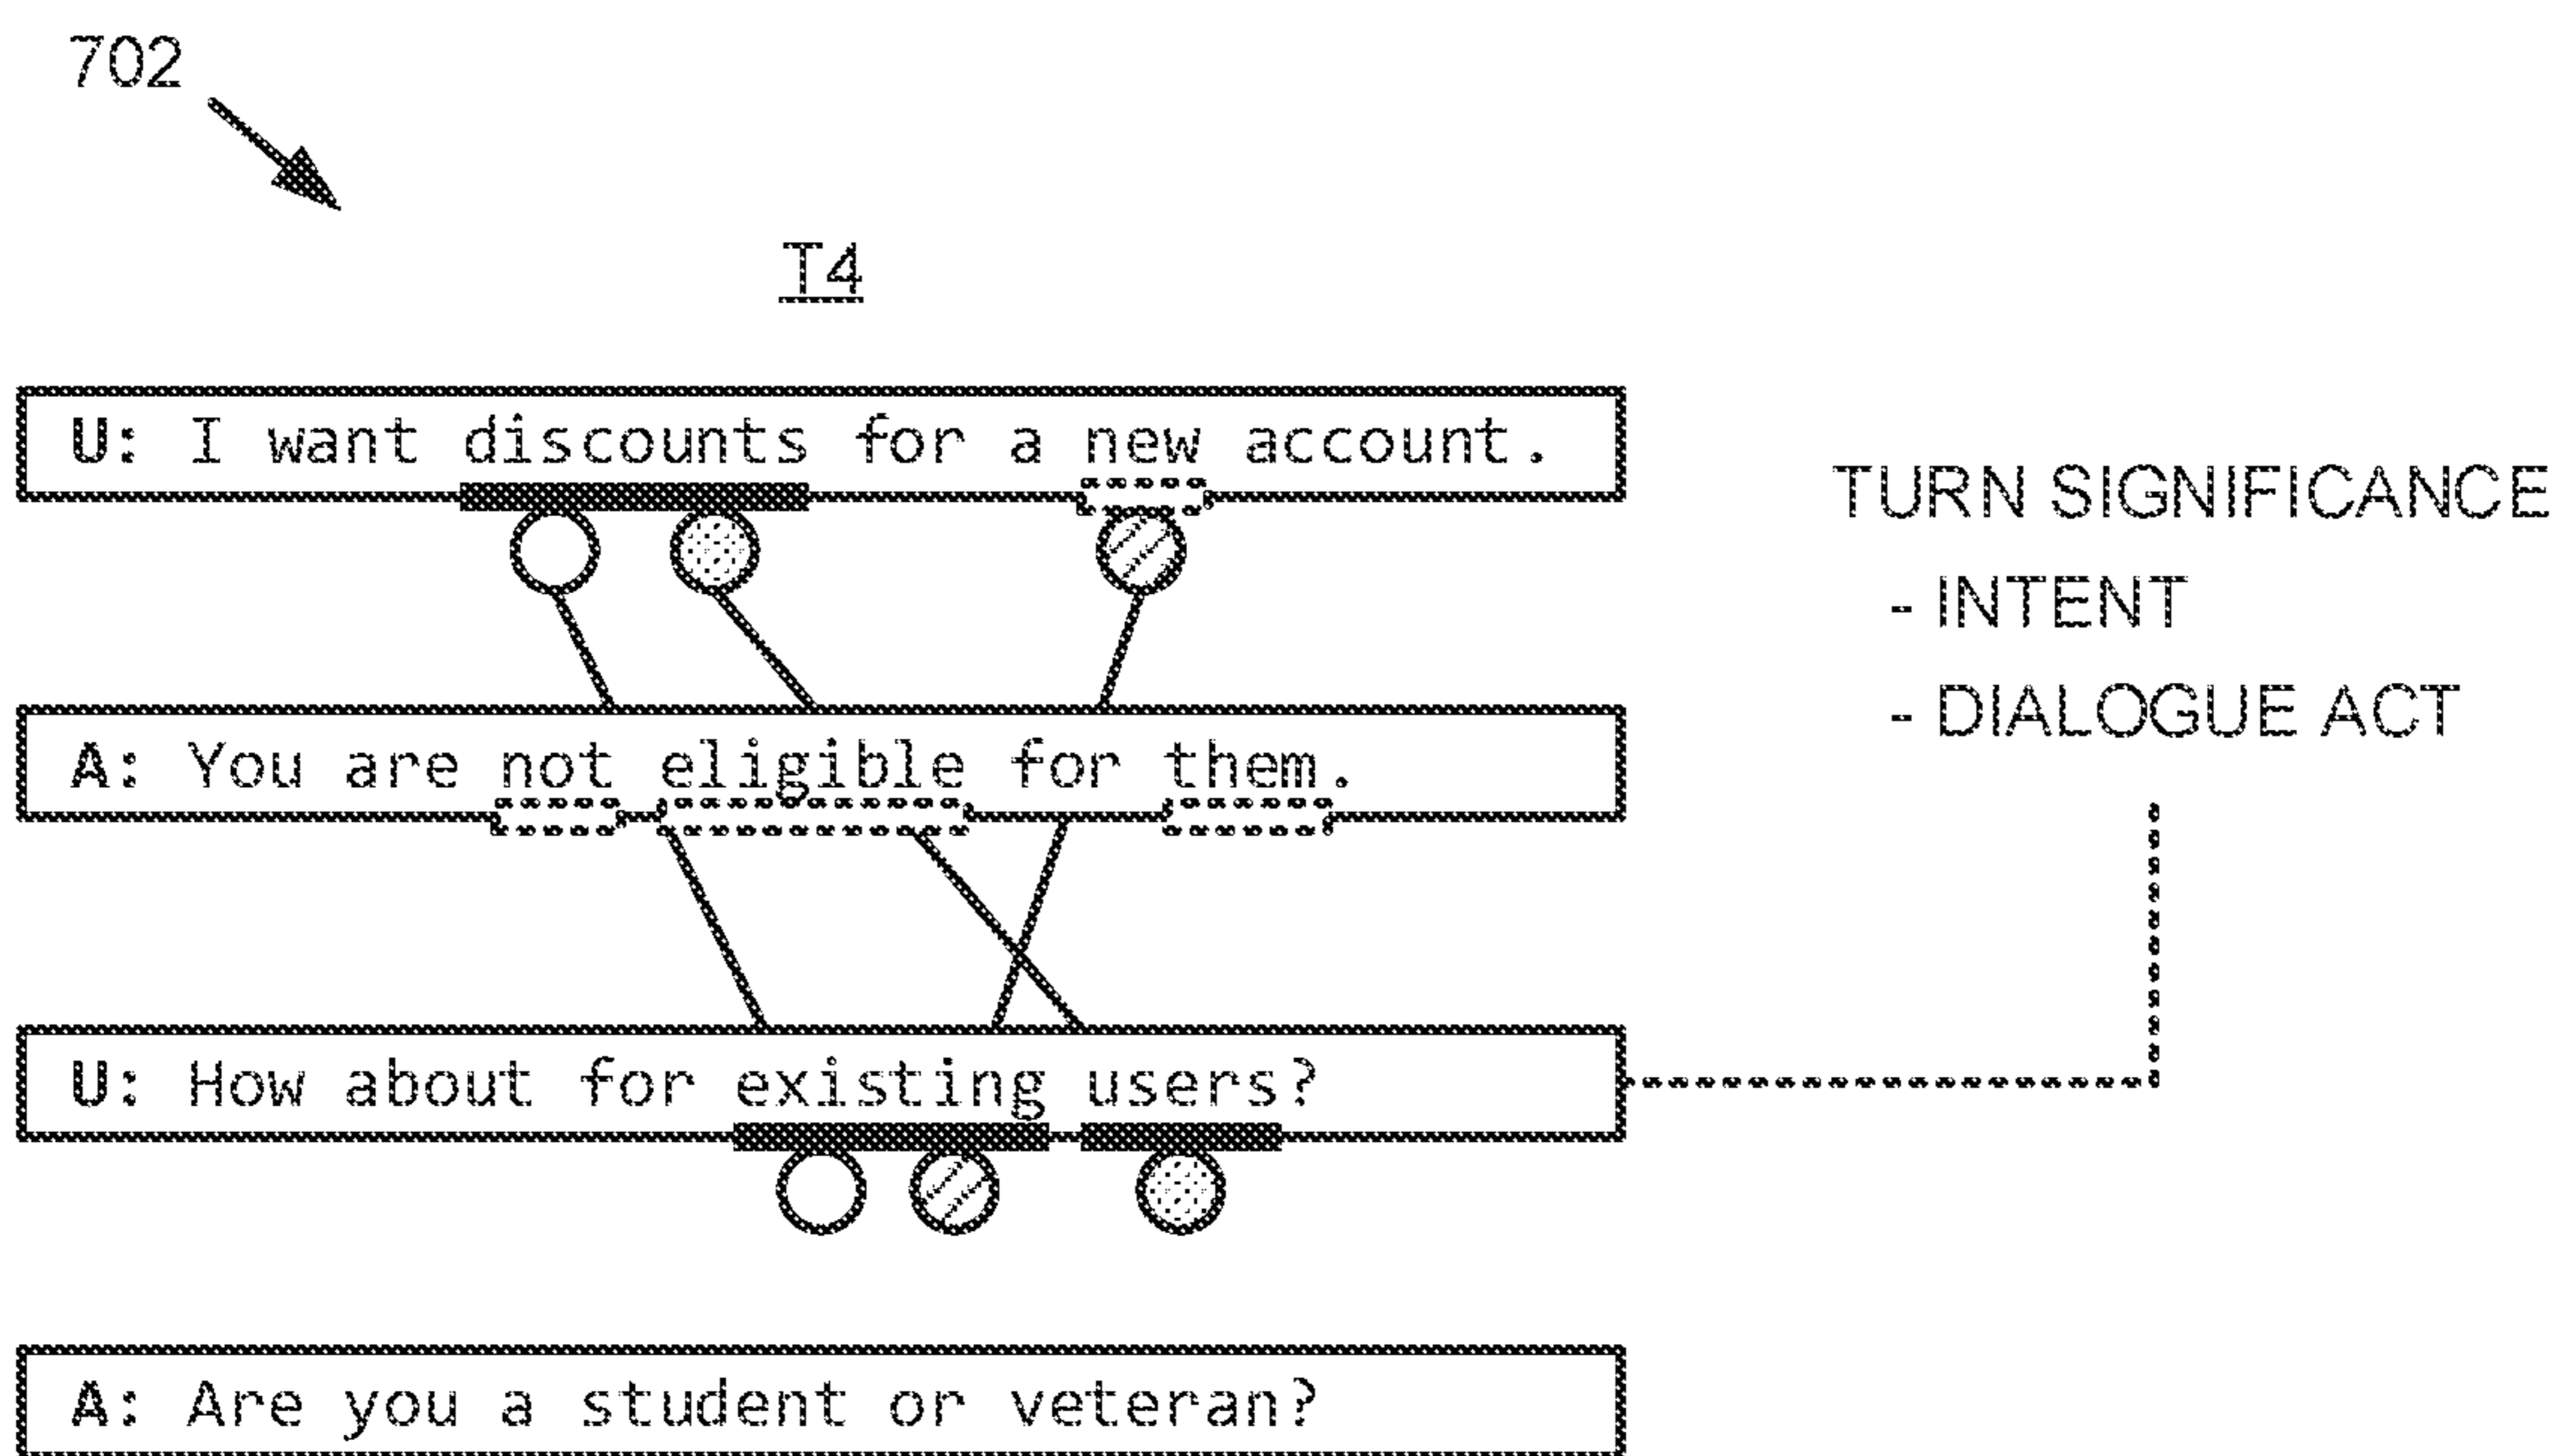 702
T4
U: I want discounts for a new account.
TURN SIGNIFICANCE
- INTENT
- DIALOGUE ACT
A: You are not eligible for them.
U: How about for existing users?
A: Are you a student or veteran?